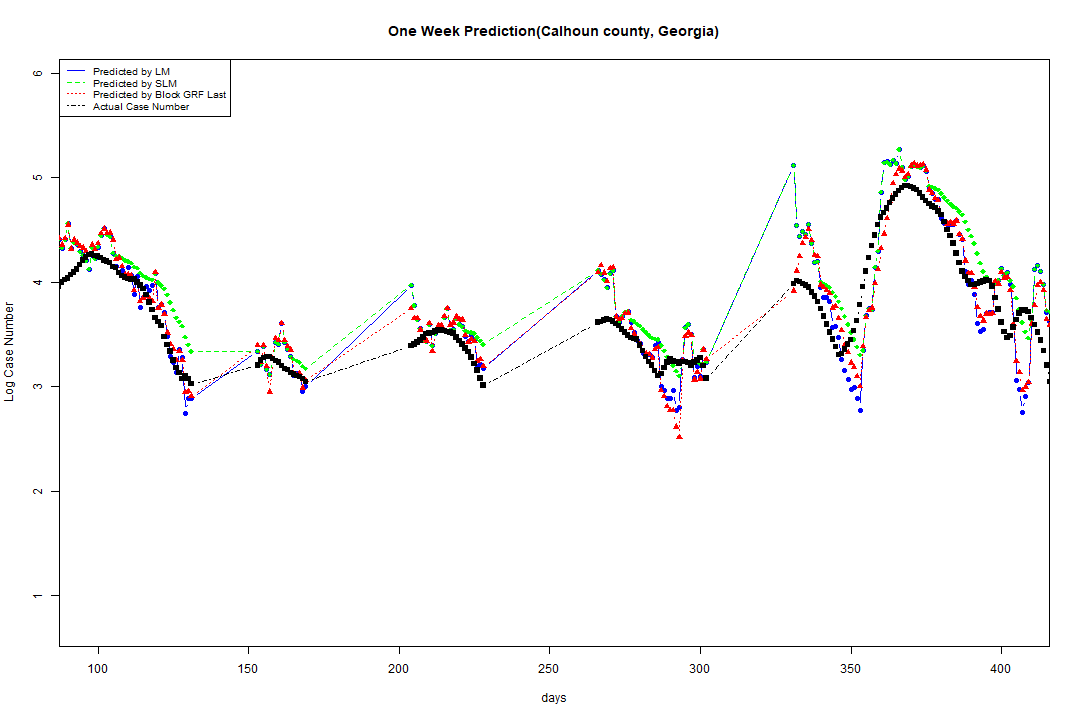 One Week Prediction(Calhoun county, Georgia)
Predicted by LM
Predicted by SLM
Predicted by Block GRF Last
Actual Case Number
6
5
4
3
2
1
Log Case Number
100 150 200 250 300 350 400
days